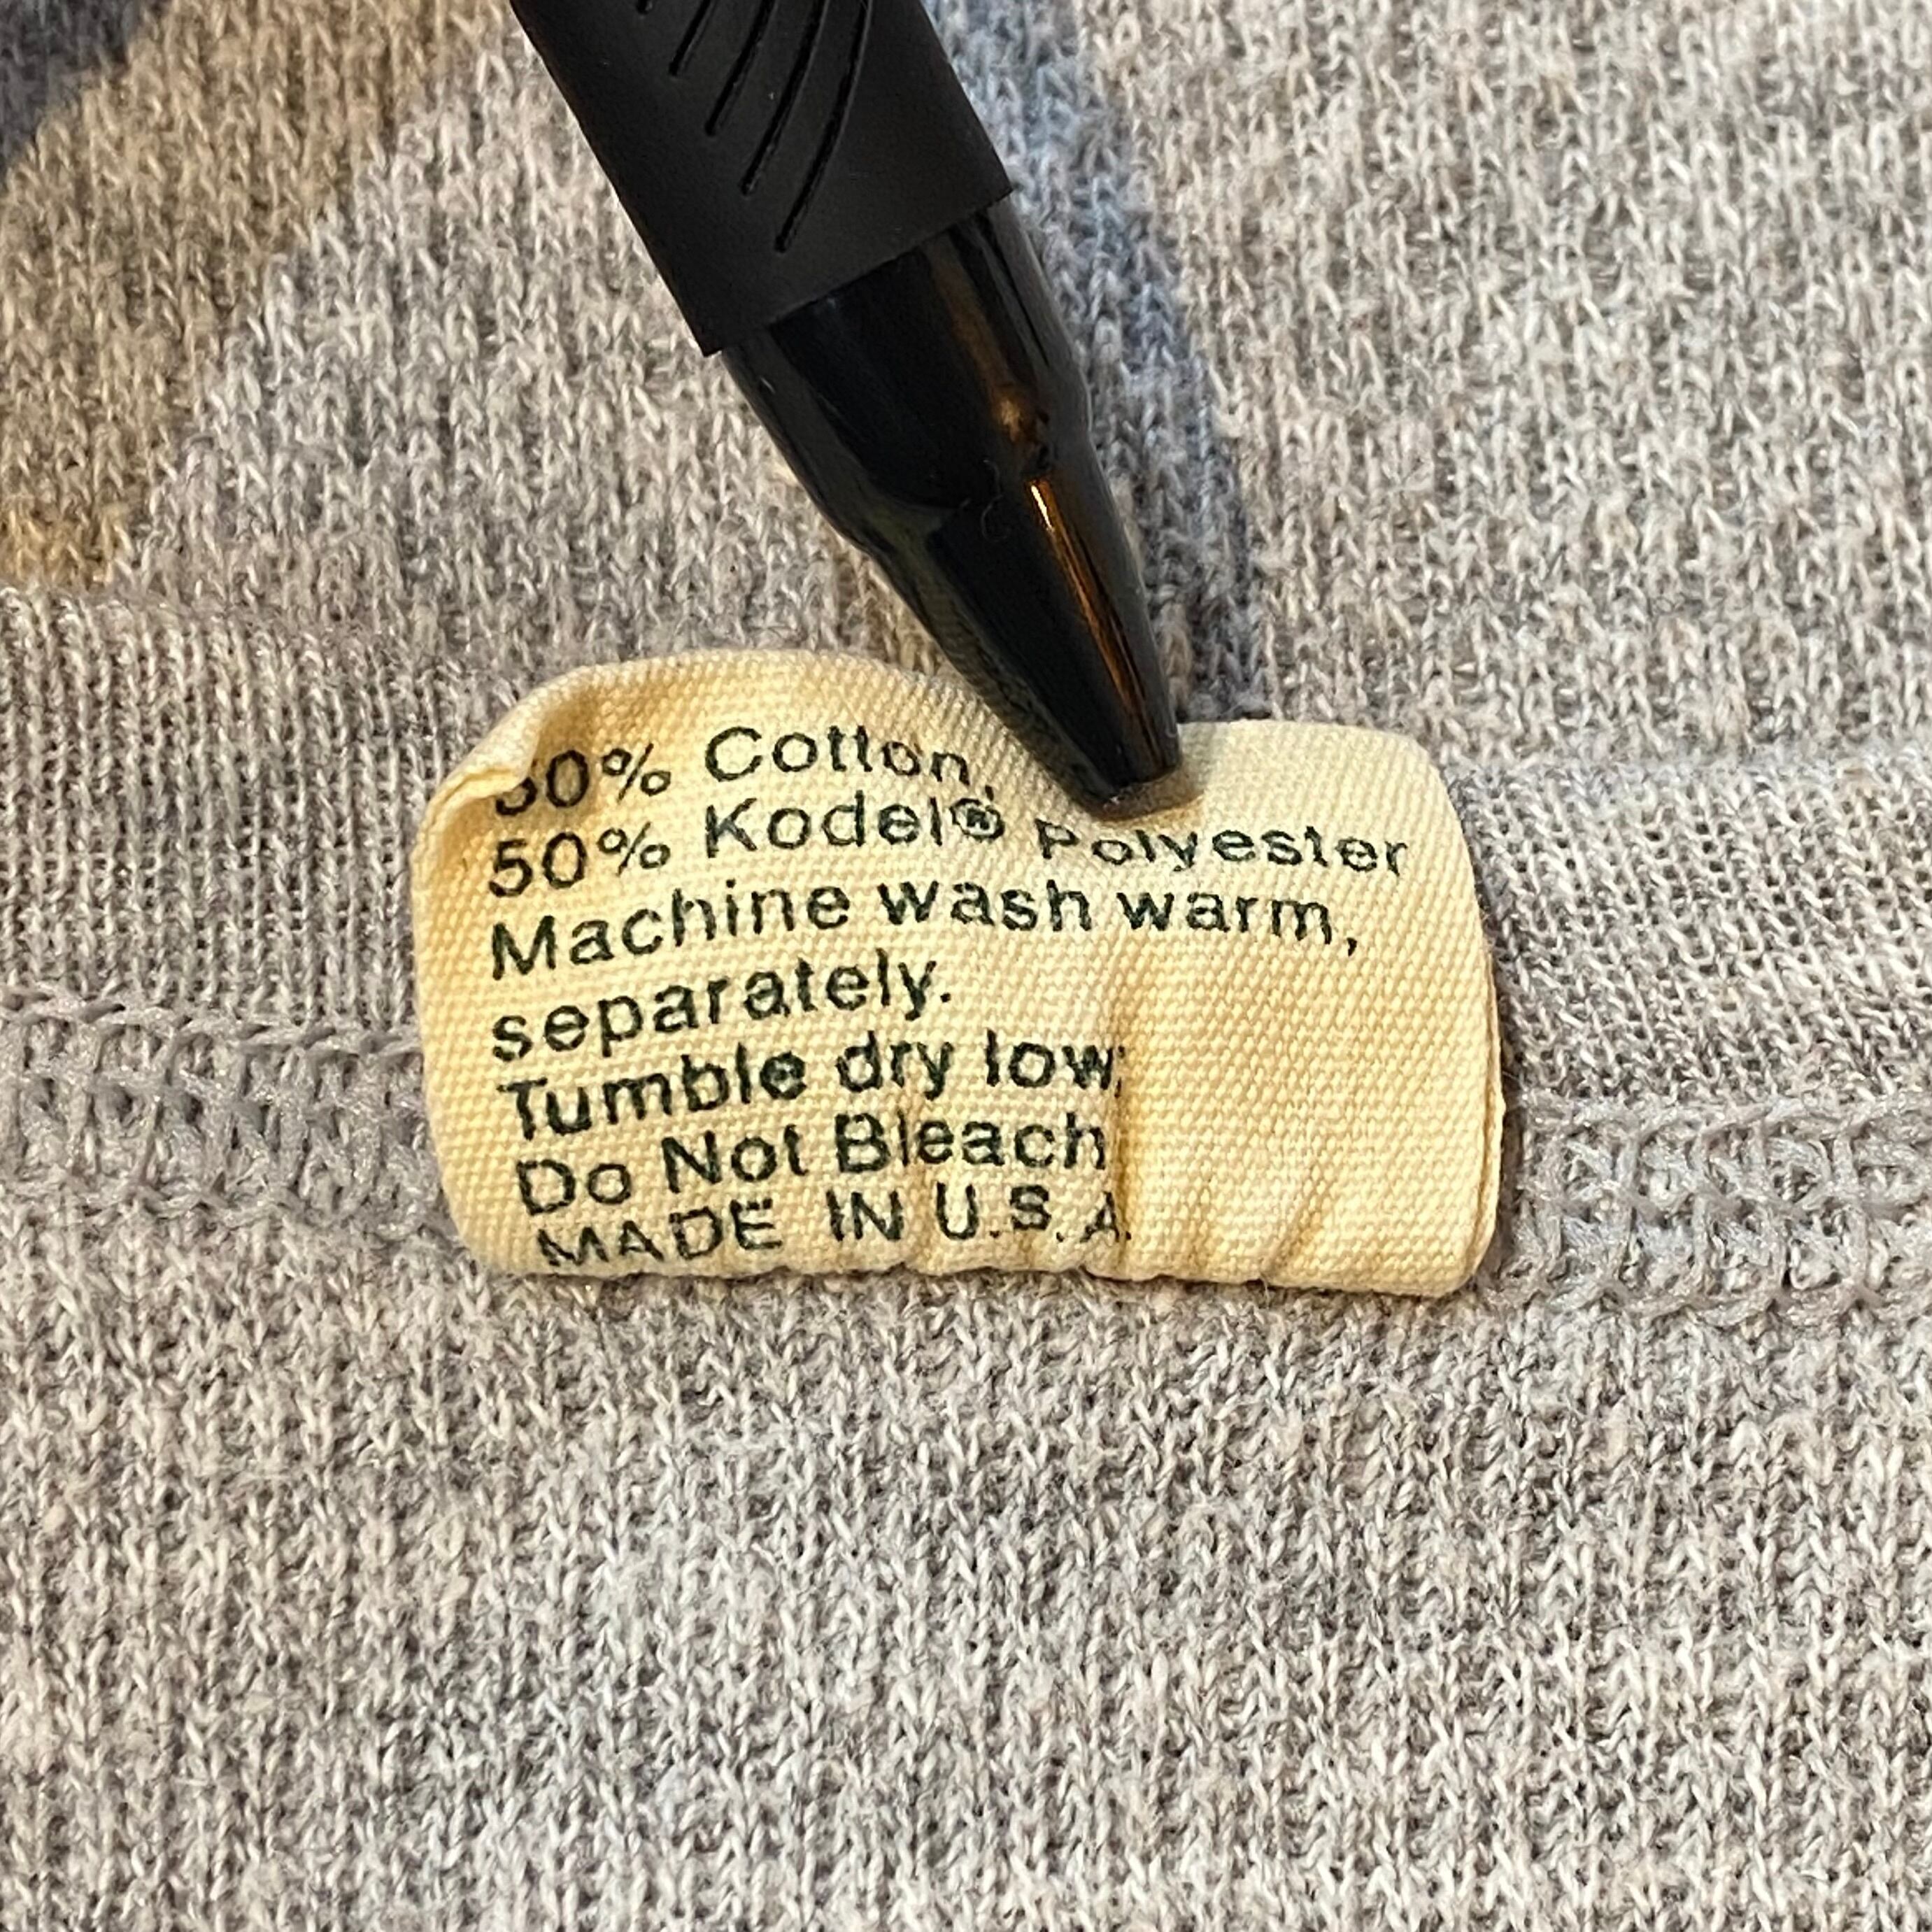 50% Cotton,
50% Kodel® Polyester
Machine wash warm,
separately.
Tumble dry low;
Do Not Bleach
MADE IN U.S.A.